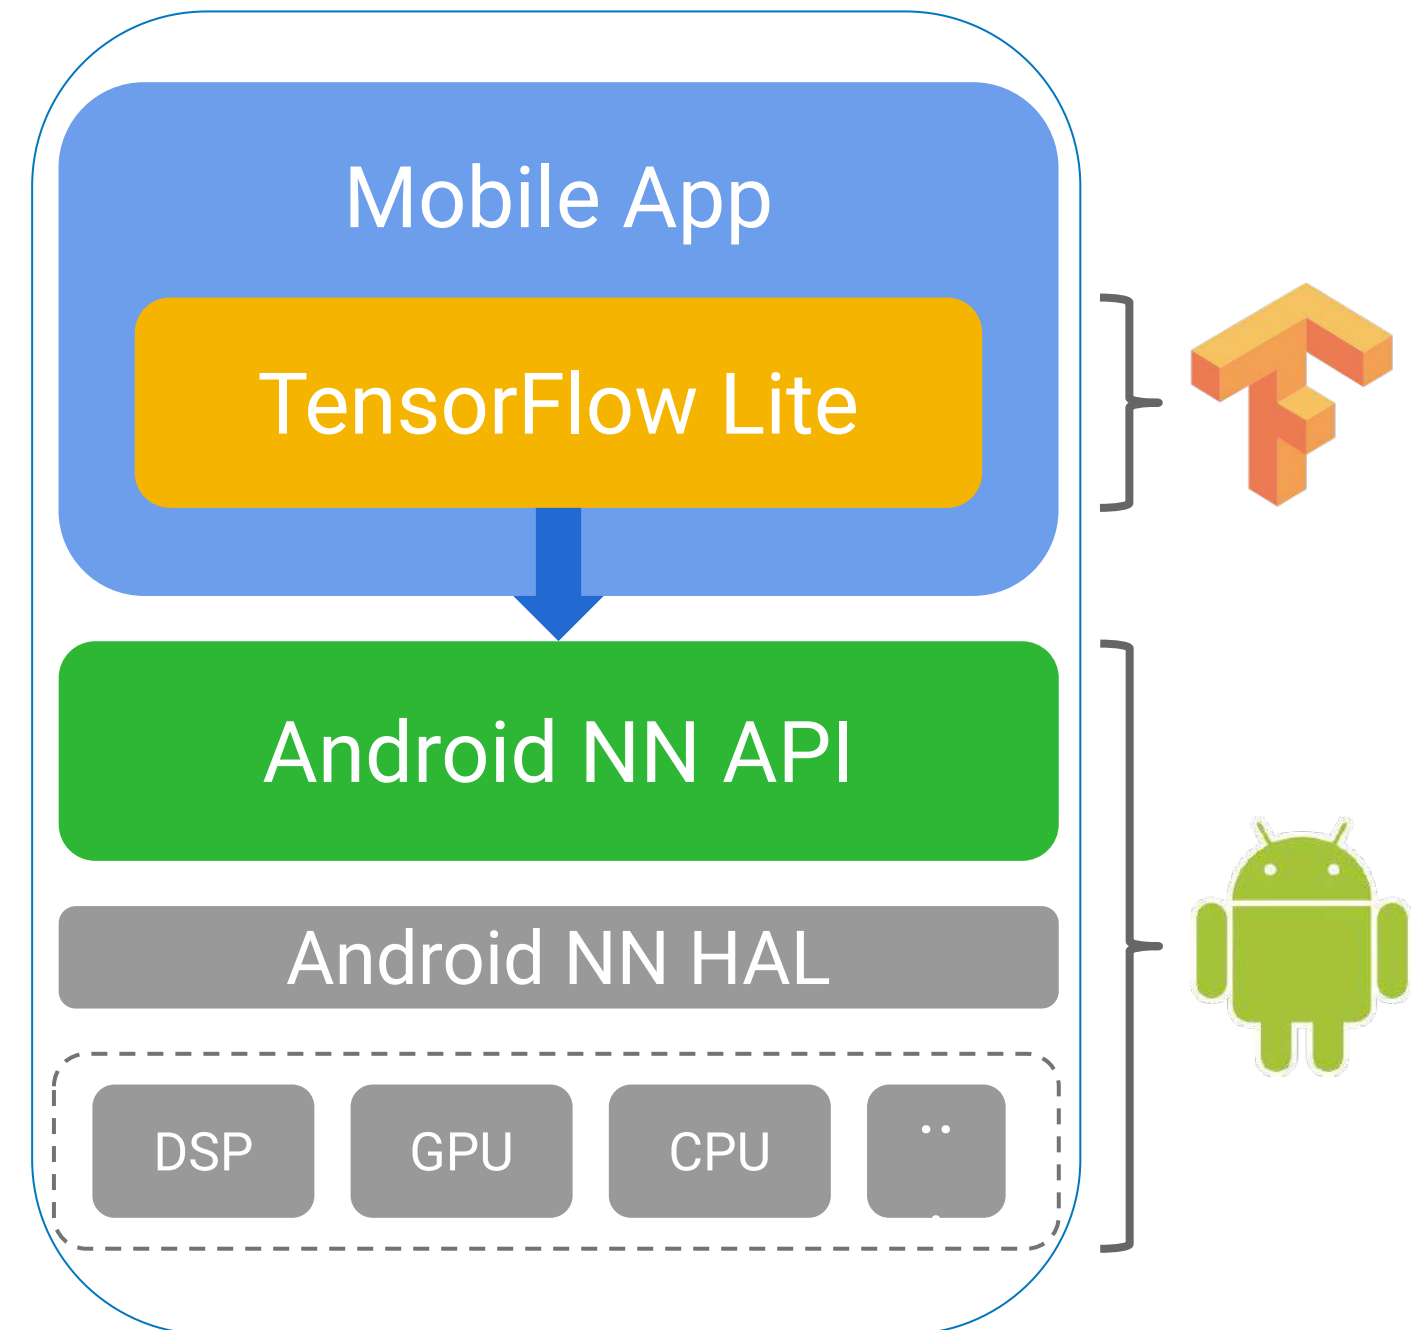 Mobile App
TensorFlow Lite
Android NN API
Android NN HAL
DSP
GPU
CPU
..
.